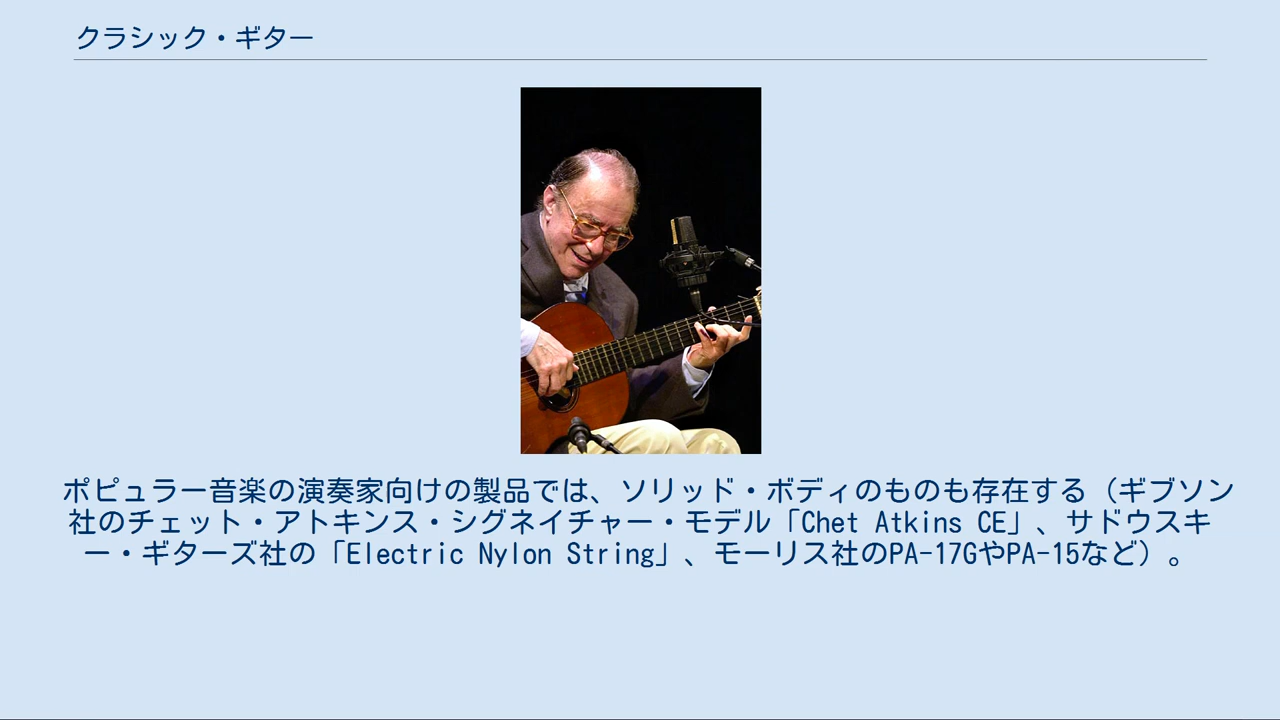 クラシック・ギター
ポピュラー音楽の演奏家向けの製品では、ソリッド・ボディのものも存在する（ギブソン
社のチェット・アトキンス・シグネイチャー・モデル「Chet Atkins CE」、サドウスキ
ー・ギターズ社の「Electric Nylon String」、モーリス社のPA-17GやPA-15など）。